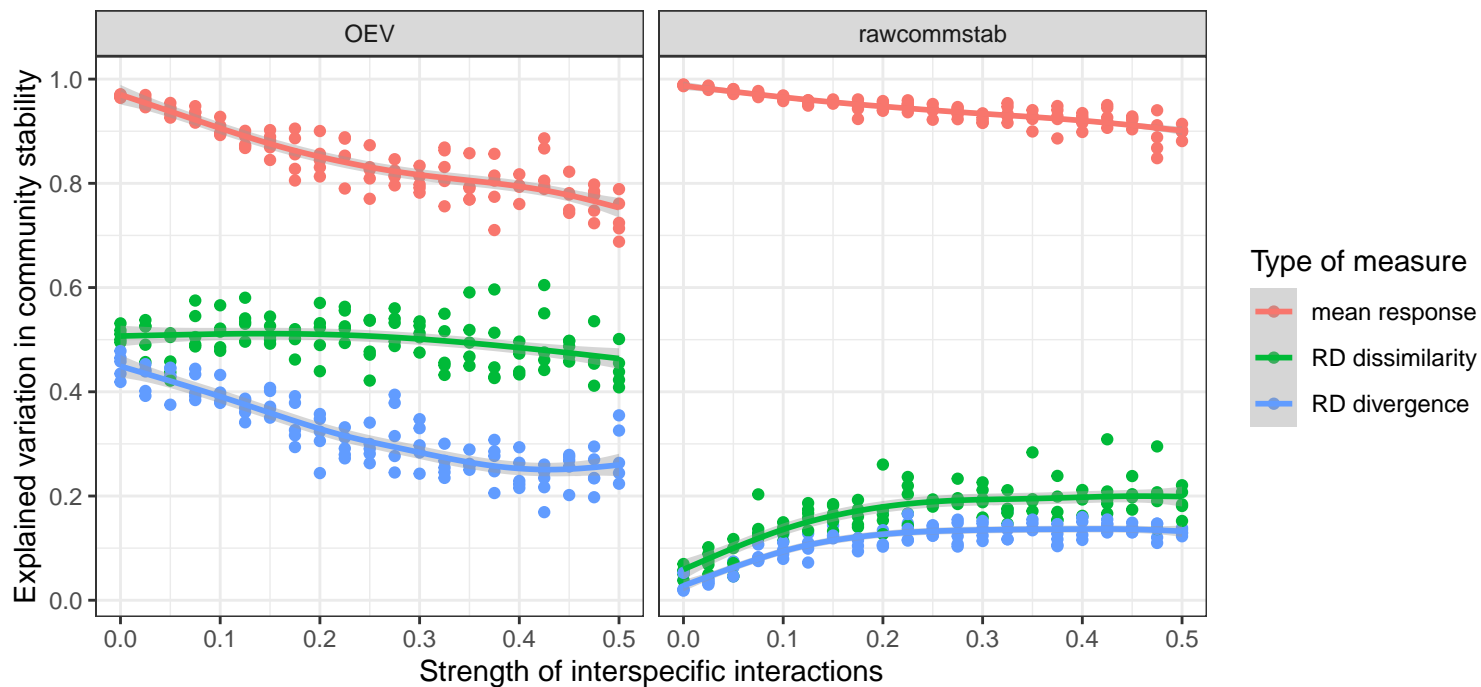 OEV
rawcommstab
Explained variation in community stability
1.0
0.8
0.6
0.4
0.2
0.0
0.0 0.1 0.2 0.3 0.4 0.5
0.0 0.1 0.2 0.3 0.4 0.5
Strength of interspecific interactions
Type of measure
mean response
RD dissimilarity
RD divergence